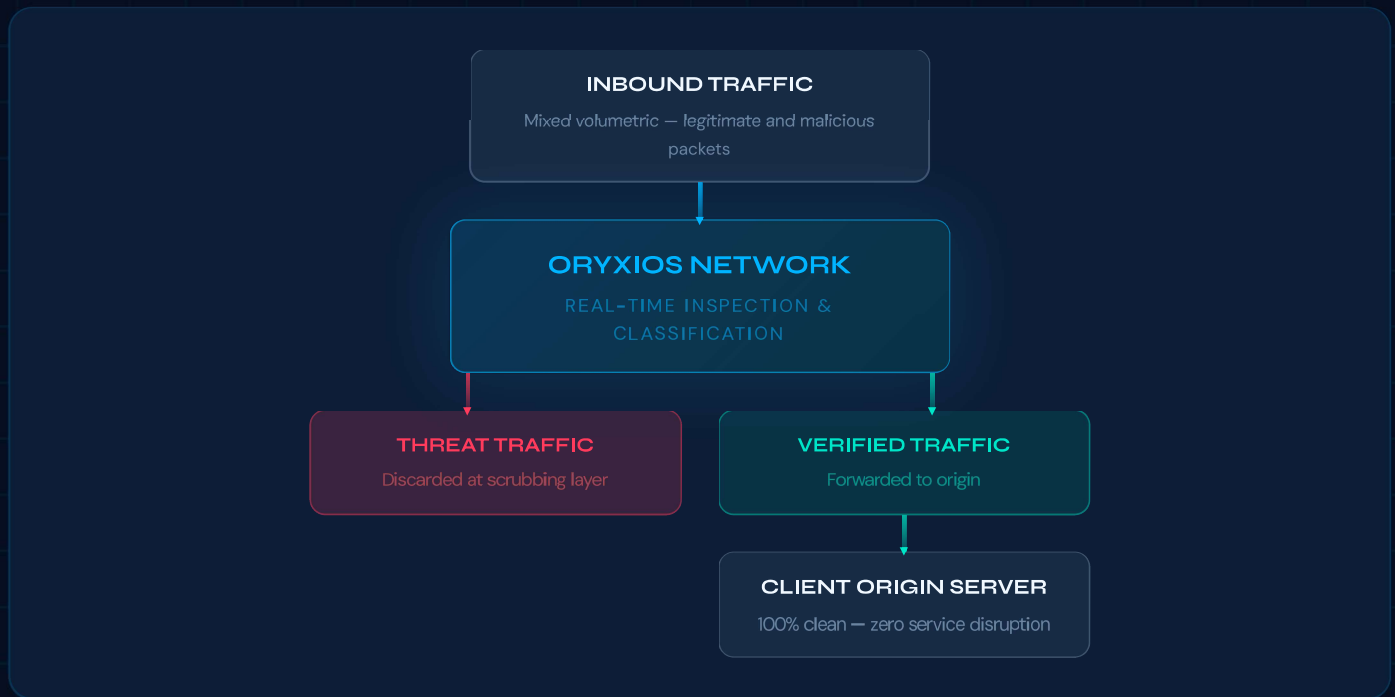 INBOUND TRAFFIC
Mixed volumetric — legitimate and malicious
packets
ORYXIOS NETWORK
REAL-TIME INSPECTION &
CLASSIFICATION
THREAT TRAFFIC
Discarded at scrubbing layer
VERIFIED TRAFFIC
Forwarded to origin
CLIENT ORIGIN SERVER
100% clean — zero service disruption